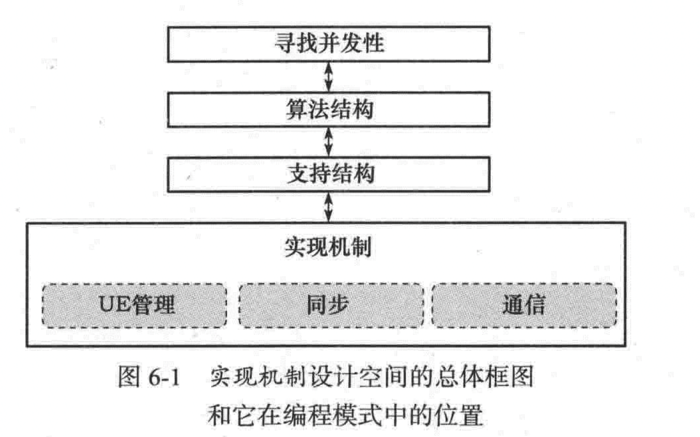 寻找并发性
算法结构
支持结构
实现机制
UE管理 同步 通信
图 6-1 实现机制设计空间的总体框图
和它在编程模式中的位置